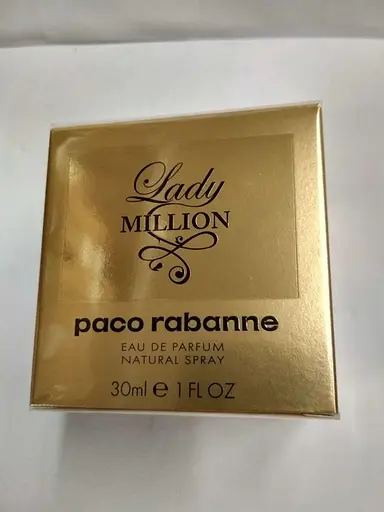 Lady
MILLION
paco rabanne
EAU DE PARFUM
NATURAL SPRAY
30ml ℮ 1 FL OZ